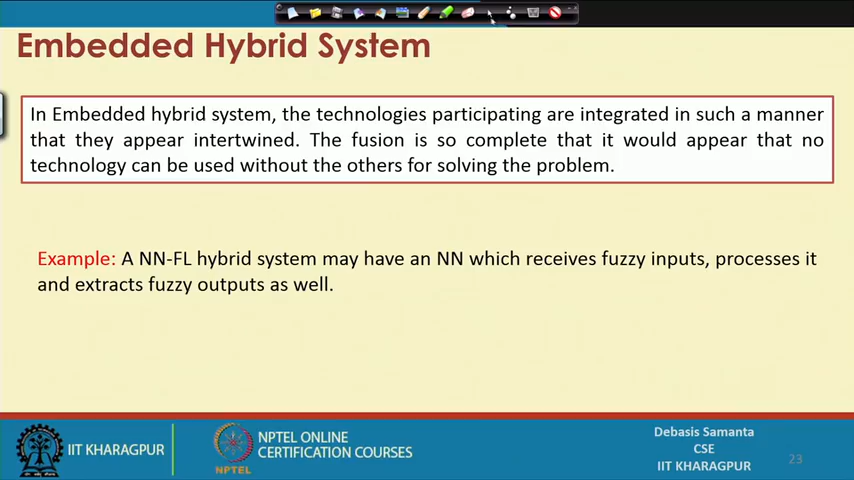 Embedded Hybrid System
In Embedded hybrid system, the technologies participating are integrated in such a manner
that they appear intertwined. The fusion is so complete that it would appear that no
technology can be used without the others for solving the problem.
Example: A NN-FL hybrid system may have an NN which receives fuzzy inputs, processes it
and extracts fuzzy outputs as well.
IIT KHARAGPUR
NPTEL
NPTEL ONLINE
CERTIFICATION COURSES
Debasis Samanta
CSE
IIT KHARAGPUR
23